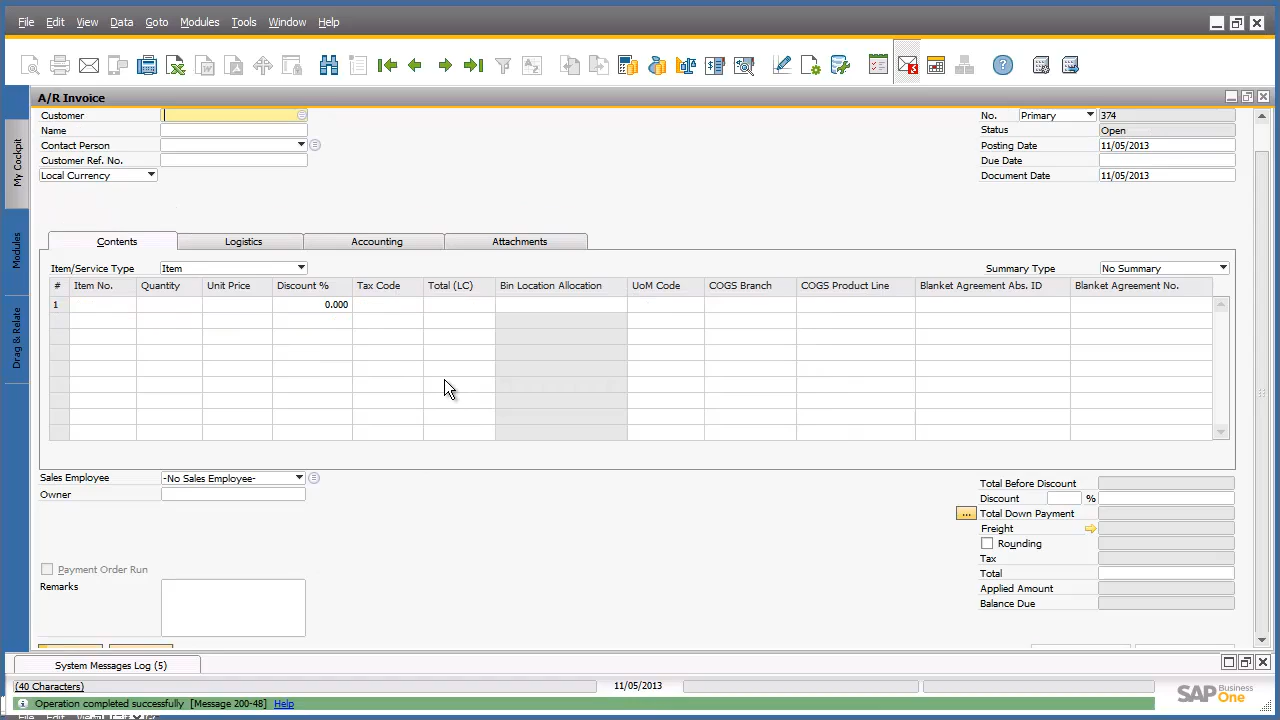 File Edit View Data Goto Modules Tools Window Help
A/R Invoice
Customer
Name
Contact Person
Customer Ref. No.
Local Currency
No. Primary 374
Status Open
Posting Date 11/05/2013
Due Date
Document Date 11/05/2013
My Cockpit
Modules
Drag & Relate
Contents Logistics Accounting Attachments
Item/Service Type Item Summary Type No Summary
# Item No. Quantity Unit Price Discount % Tax Code Total (LC) Bin Location Allocation UoM Code COGS Branch COGS Product Line Blanket Agreement Abs. ID Blanket Agreement No.
1 0.000
Sales Employee -No Sales Employee-
Owner
Payment Order Run
Remarks
Total Before Discount
Discount %
... Total Down Payment
Freight
Rounding
Tax
Total
Applied Amount
Balance Due
System Messages Log (5)
(40 Characters) 11/05/2013
Operation completed successfully [Message 200-48] Help
SAP Business One
File Edit